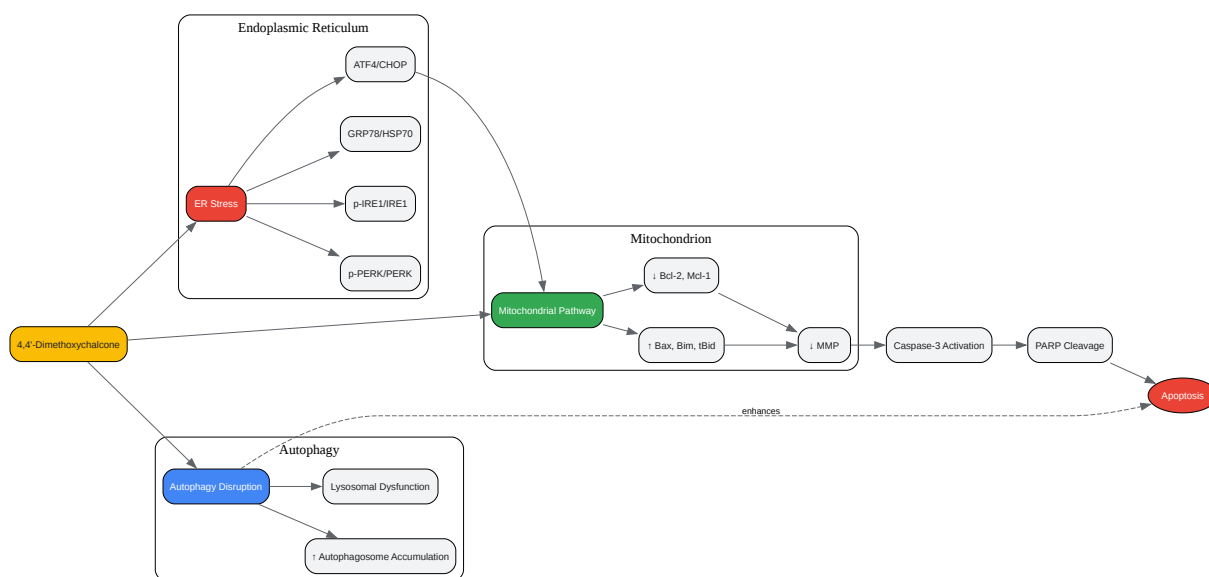 Endoplasmic Reticulum
ATF4/CHOP
GRP78/HSP70
ER Stress
p-IRE1/IRE1
p-PERK/PERK
Mitochondrion
↓ Bcl-2, Mcl-1
Mitochondrial Pathway
4,4'-Dimethoxychalcone
↑ Bax, Bim, tBid
↓ MMP
Caspase-3 Activation
PARP Cleavage
Apoptosis
enhances
Autophagy
Autophagy Disruption
Lysosomal Dysfunction
↑ Autophagosome Accumulation